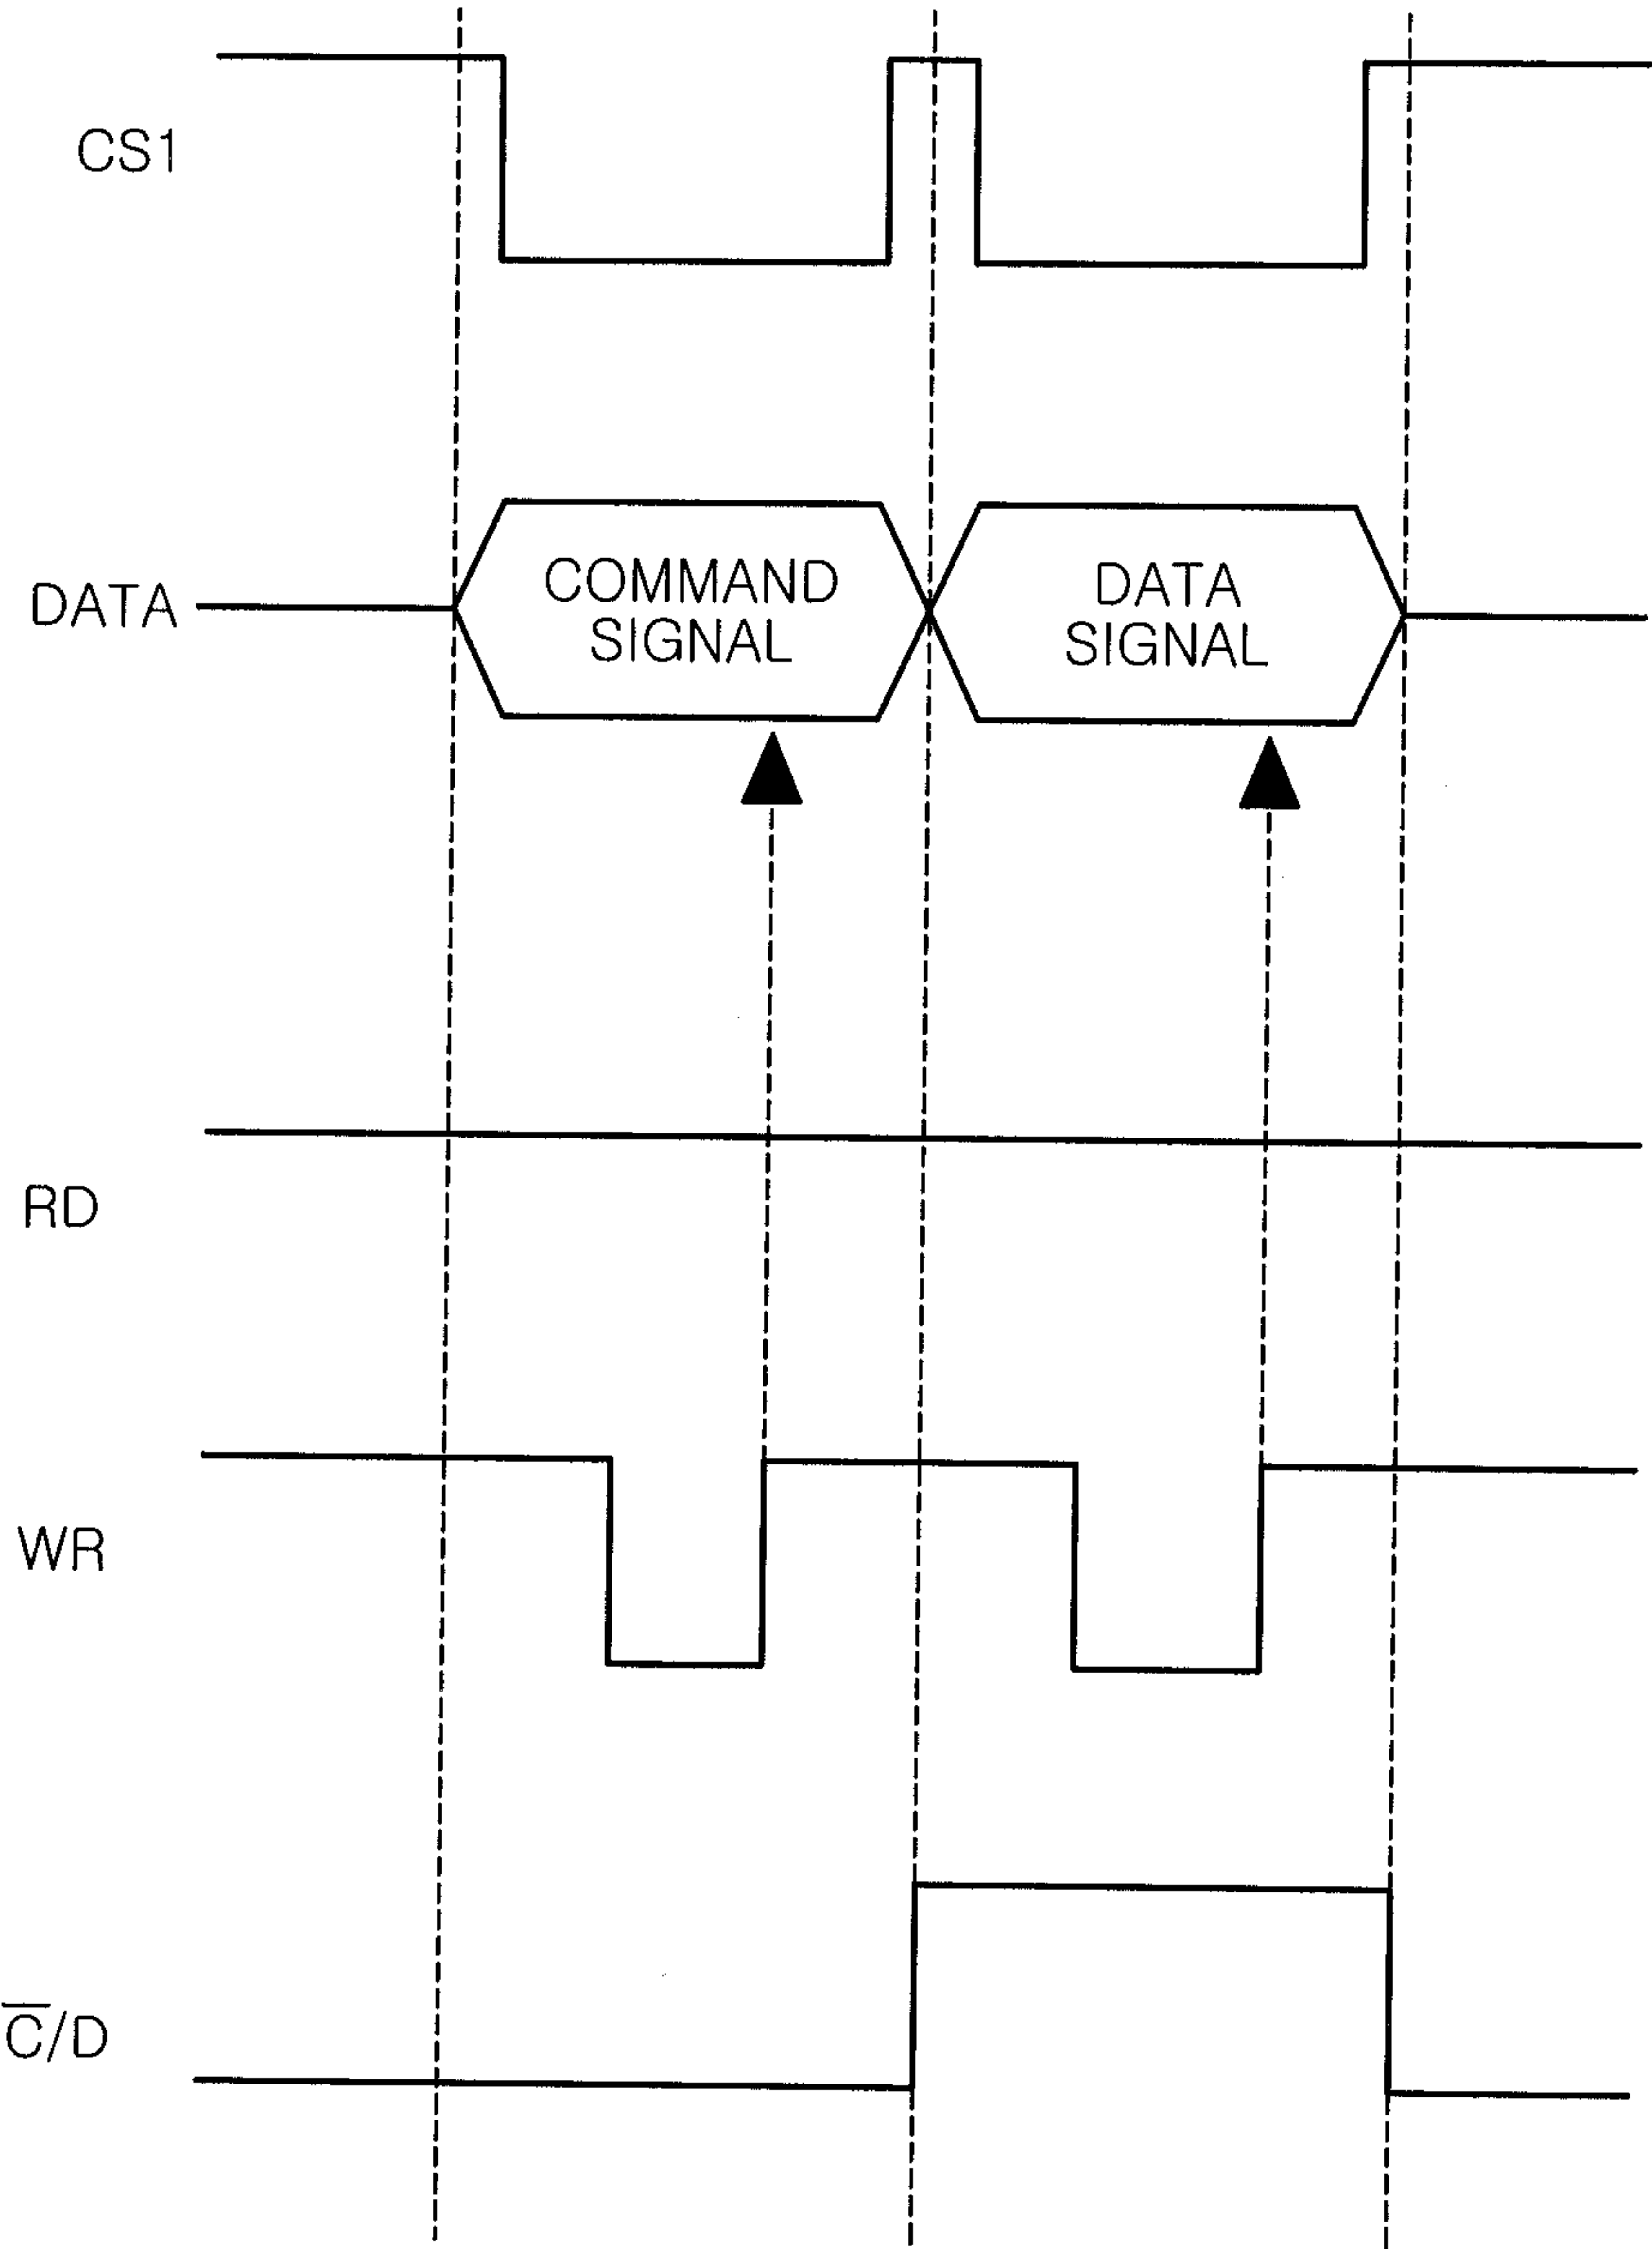 CS1
DATA
COMMAND
SIGNAL
DATA
SIGNAL
RD
WR
C̅/D